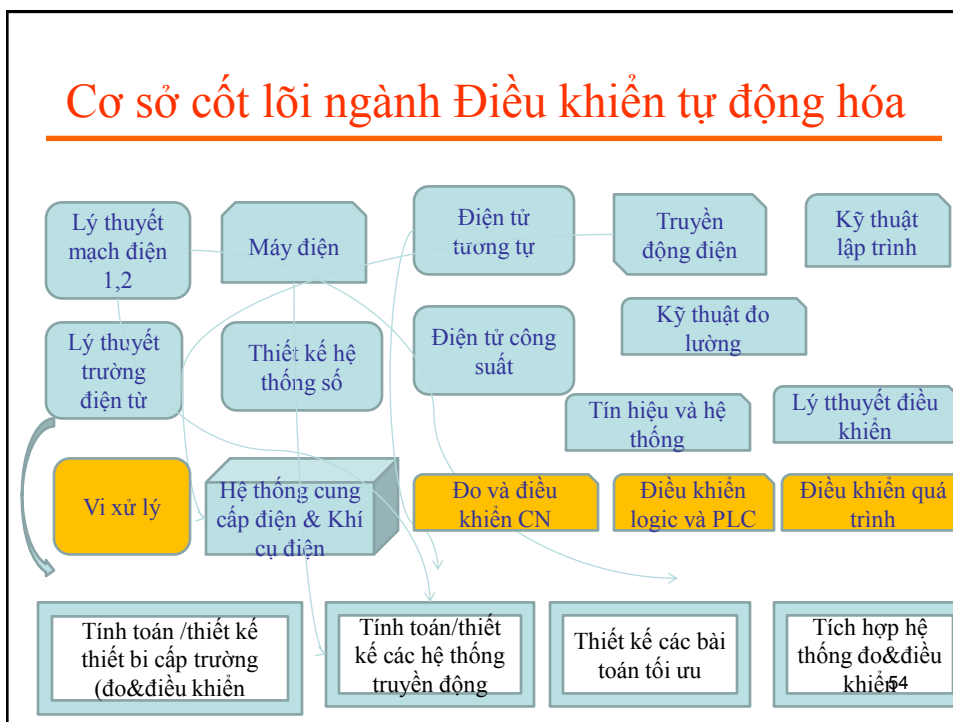 Cơ sở cốt lõi ngành Điều khiển tự động hóa
Lý thuyết
mạch điện
1,2
Máy điện
Điện tử
tương tự
Truyền
động điện
Kỹ thuật
lập trình
Lý thuyết
trường
điện từ
Thiết kế hệ
thống số
Điện tử công
suất
Kỹ thuật đo
lường
Tín hiệu và hệ
thống
Lý tthuyết điều
khiển
Vi xử lý
Hệ thống cung
cấp điện & Khí
cụ điện
Đo và điều
khiển CN
Điều khiển
logic và PLC
Điều khiển quá
trình
Tính toán /thiết kế
thiết bi cấp trường
(đo&điều khiển
Tính toán/thiết
kế các hệ thống
truyền động
Thiết kế các bài
toán tối ưu
Tích hợp hệ
thống đo&điều
khiển
54